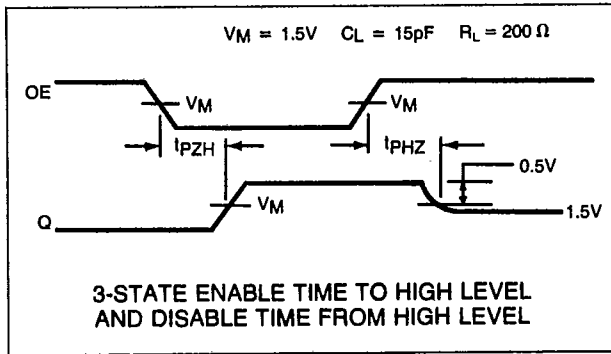 VM = 1.5V CL = 15pF RL = 200 Ω
OE
VM
VM
tPZH
tPHZ
0.5V
VM
Q
1.5V
3-STATE ENABLE TIME TO HIGH LEVEL
AND DISABLE TIME FROM HIGH LEVEL